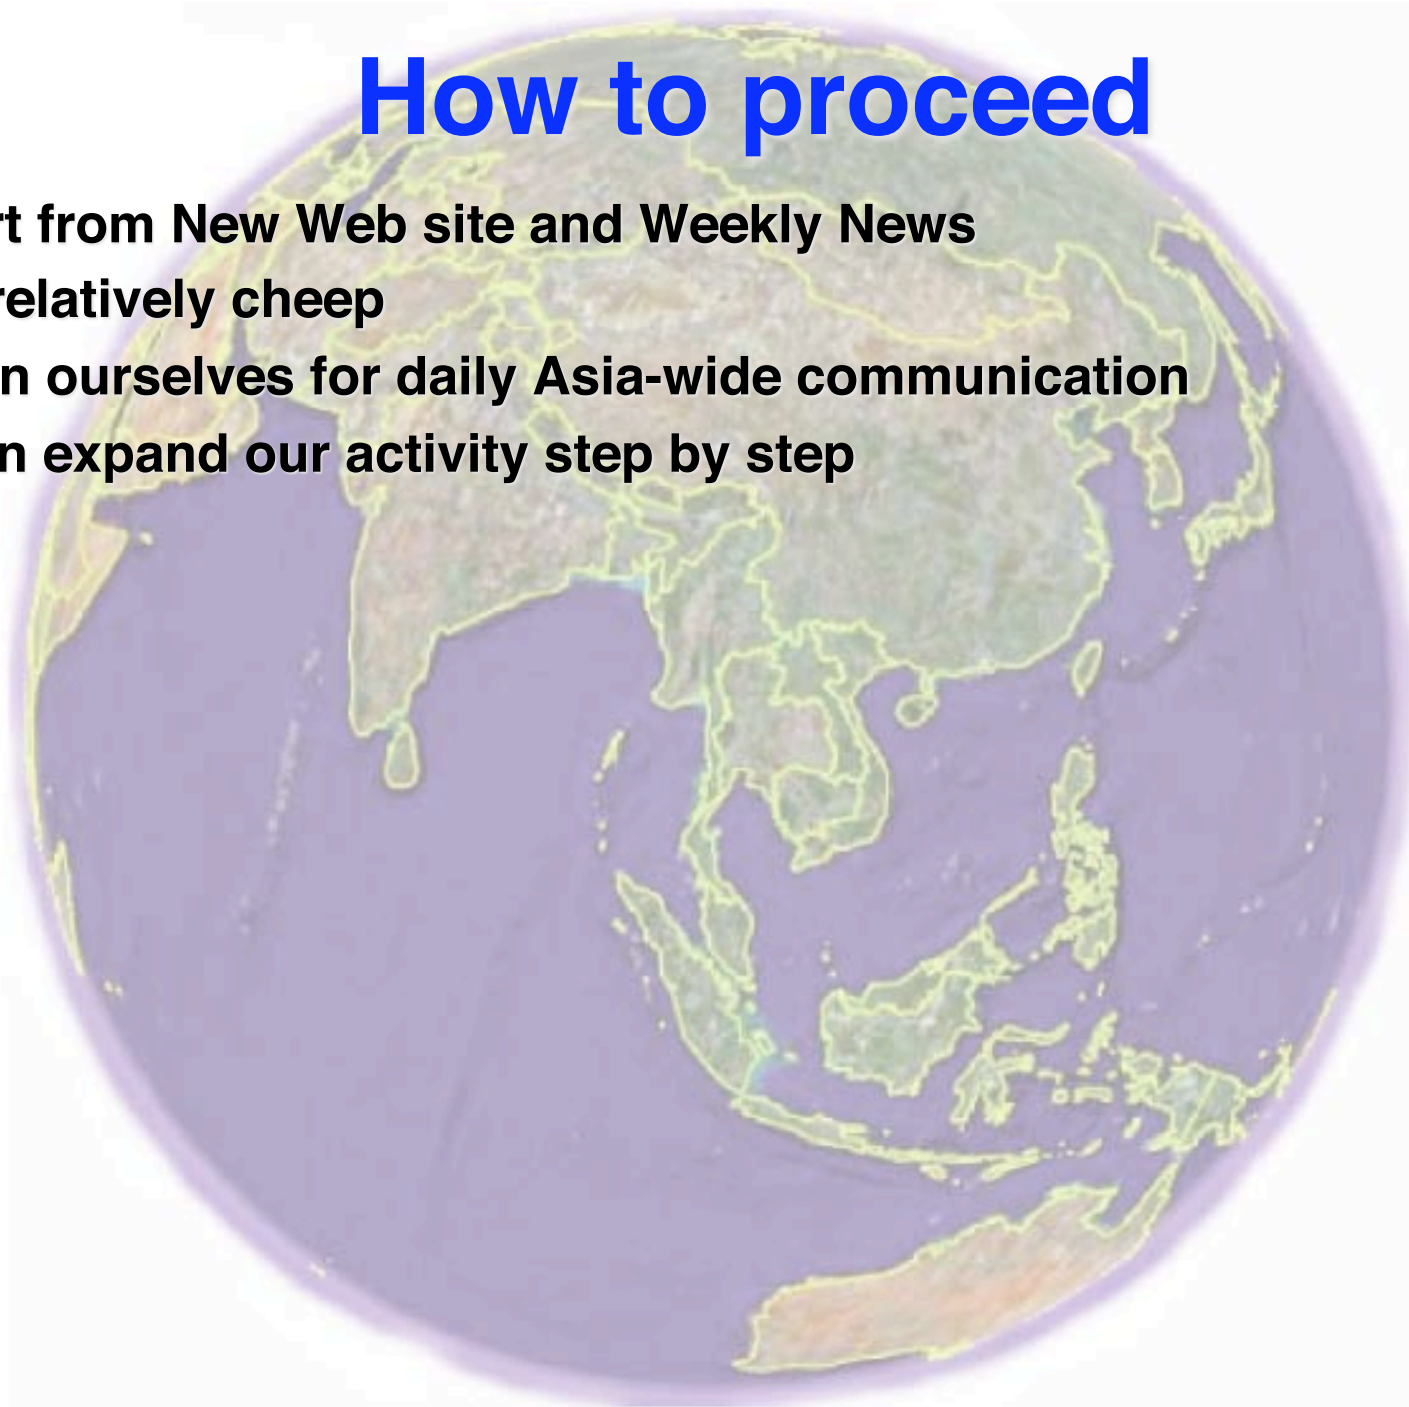 How to proceed
rt from New Web site and Weekly News
relatively cheep
n ourselves for daily Asia-wide communication
n expand our activity step by step